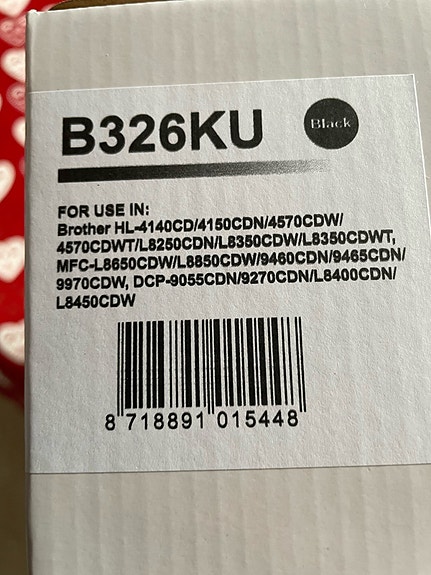 B326KU
Black
FOR USE IN:
Brother HL-4140CD/4150CDN/4570CDW/
4570CDWT/L8250CDN/L8350CDW/L8350CDWT,
MFC-L8650CDW/L8850CDW/9460CDN/9465CDN/
9970CDW, DCP-9055CDN/9270CDN/L8400CDN/
L8450CDW
8 718891 015448